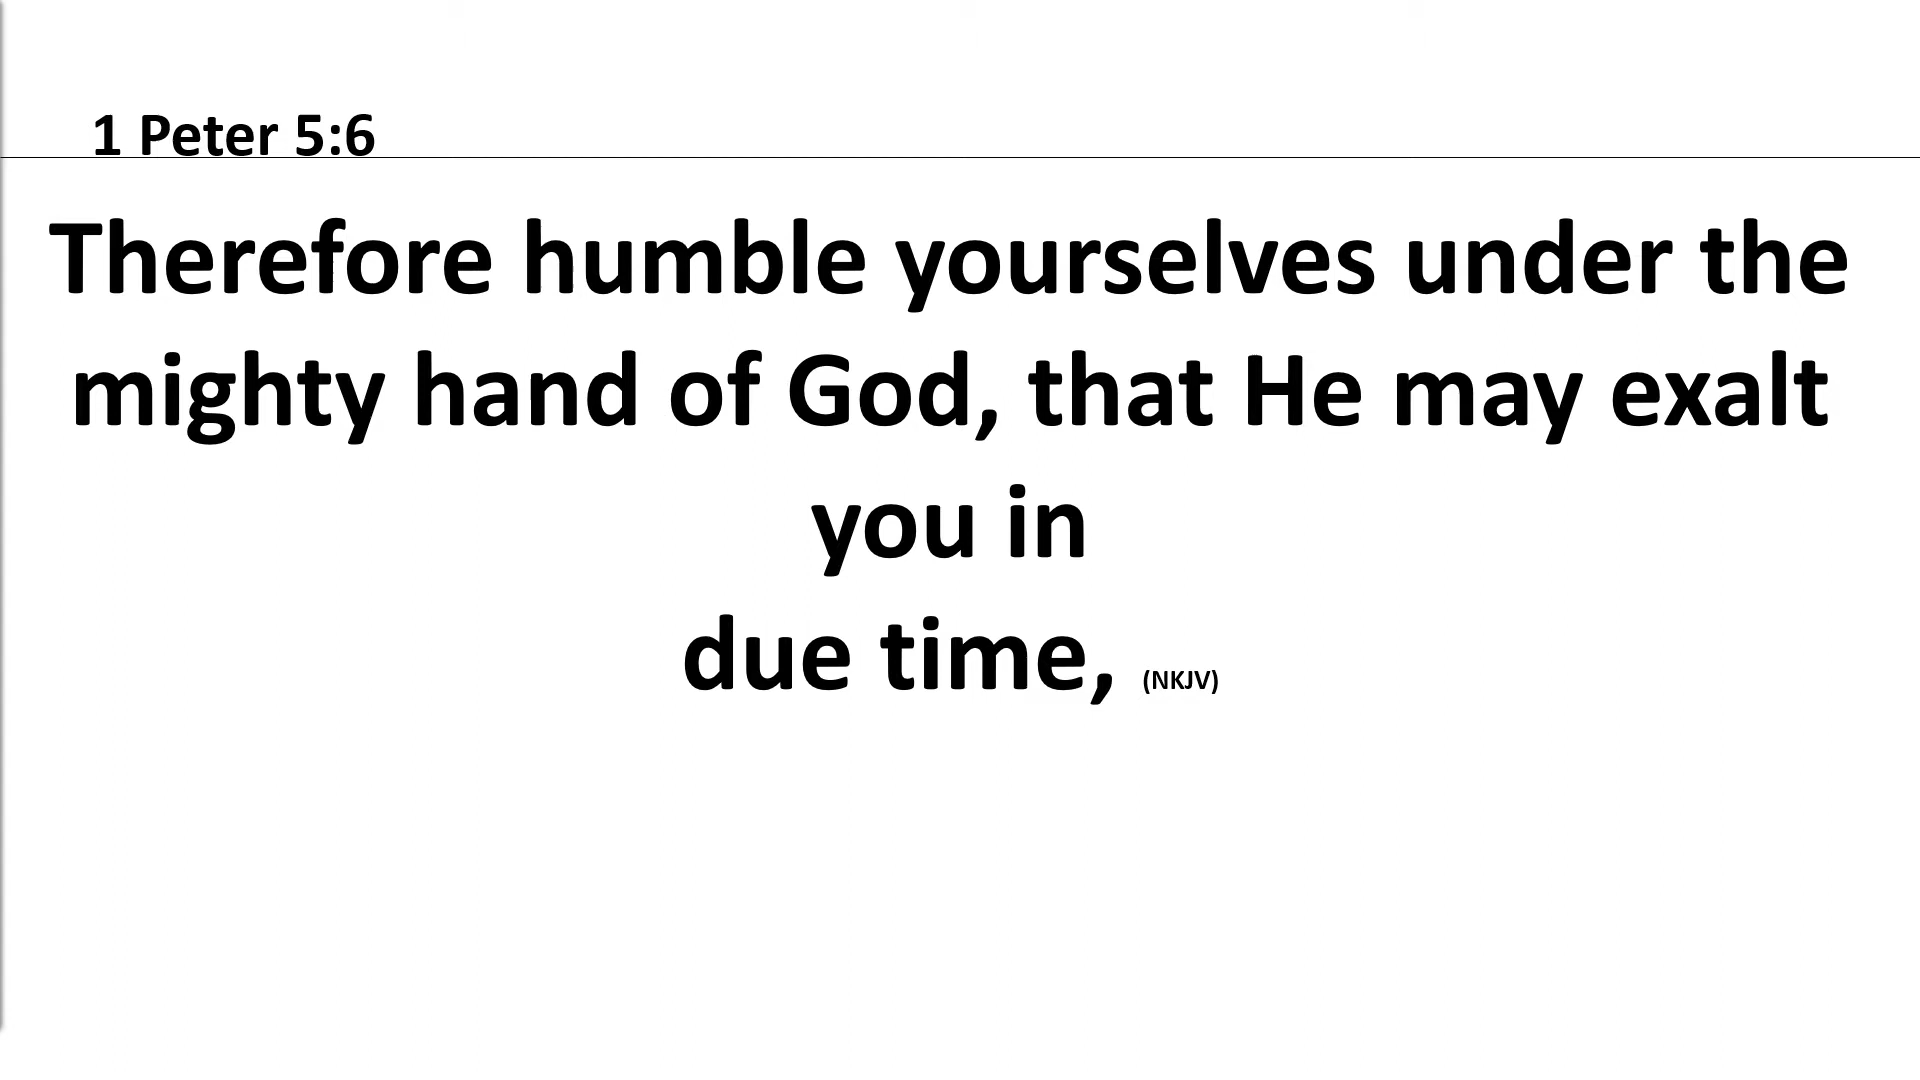 1 Peter 5:6
Therefore humble yourselves under the
mighty hand of God, that He may exalt
you in
due time, (NKJV)